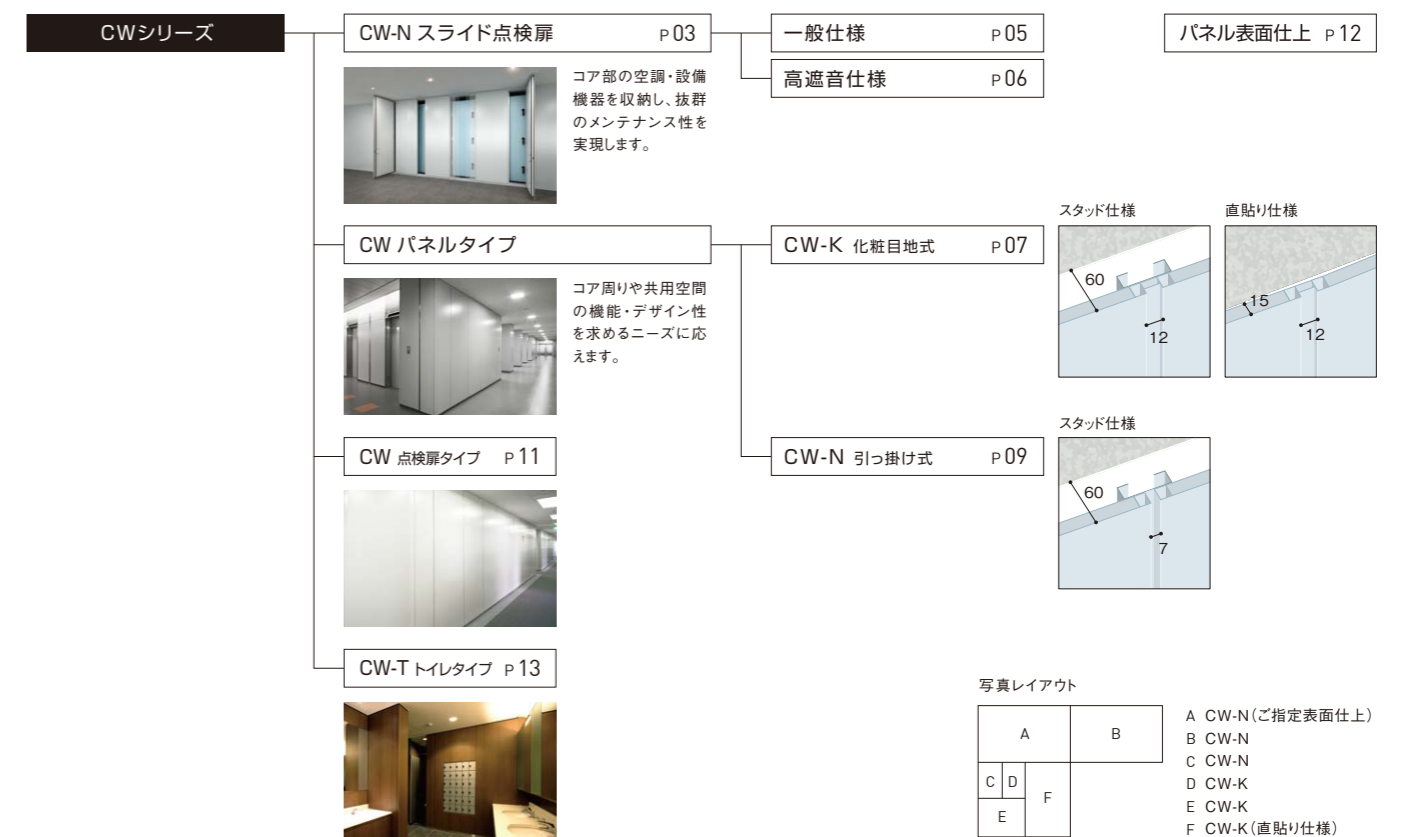 CWシリーズ
CW-N スライド点検扉 P 03
コア部の空調・設備
機器を収納し、抜群
のメンテナンス性を
実現します。
一般仕様 P 05
高遮音仕様 P 06
パネル表面仕上 P 12
CW パネルタイプ
コア周りや共用空間
の機能・デザイン性
を求めるニーズに応
えます。
CW-K 化粧目地式 P 07
スタッド仕様
60
12
直貼り仕様
15
12
CW-N 引っ掛け式 P 09
スタッド仕様
60
7
CW 点検扉タイプ P 11
CW-T トイレタイプ P 13
写真レイアウト
A
B
C
D
E
F
A CW-N(ご指定表面仕上)
B CW-N
C CW-N
D CW-K
E CW-K
F CW-K(直貼り仕様)